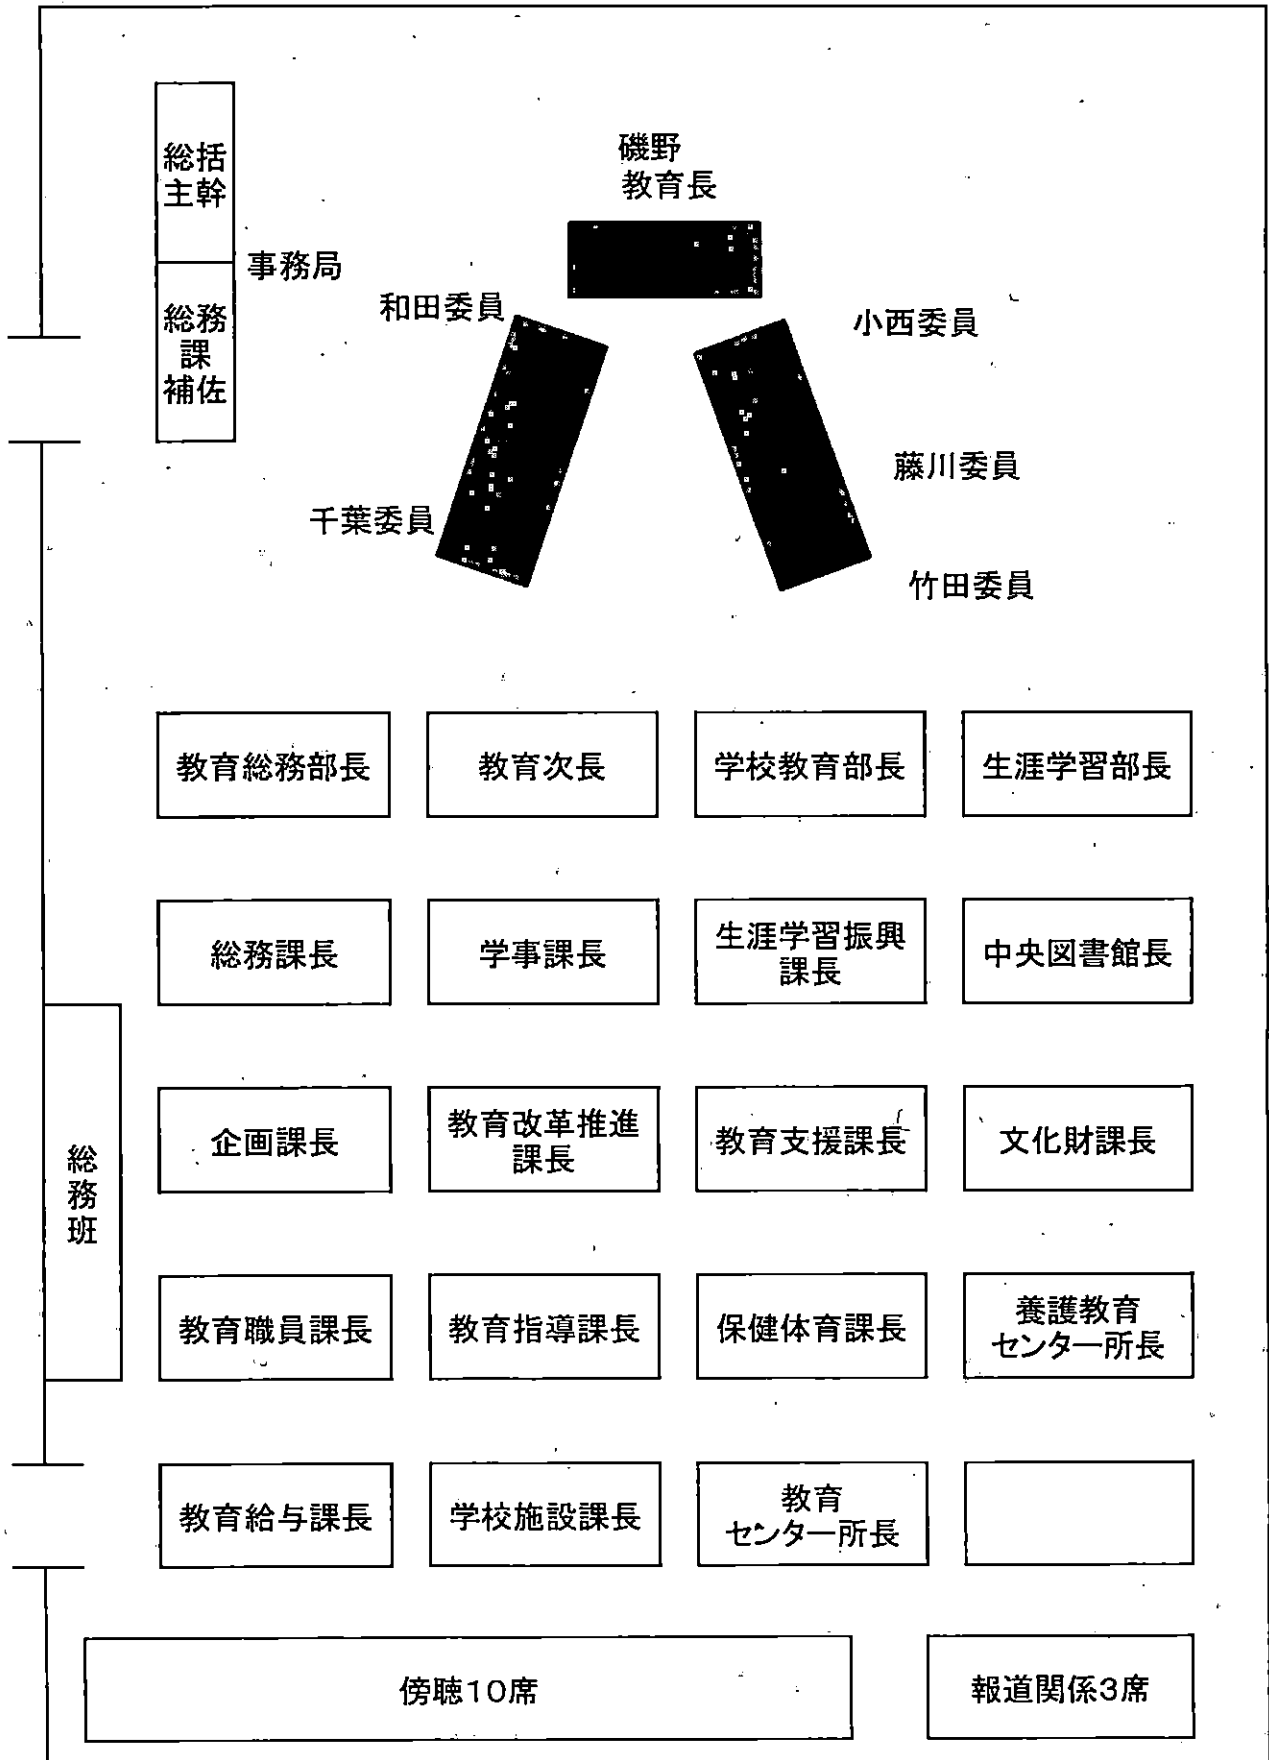 総括
主幹
事務局
総務
課
補佐
磯野
教育長
和田委員
小西委員
千葉委員
藤川委員
竹田委員
教育総務部長
教育次長
学校教育部長
生涯学習部長
総務課長
学事課長
生涯学習振興
課長
中央図書館長
総務班
企画課長
教育改革推進
課長
教育支援課長
文化財課長
教育職員課長
教育指導課長
保健体育課長
養護教育
センター所長
教育給与課長
学校施設課長
教育
センター所長
傍聴10席
報道関係3席